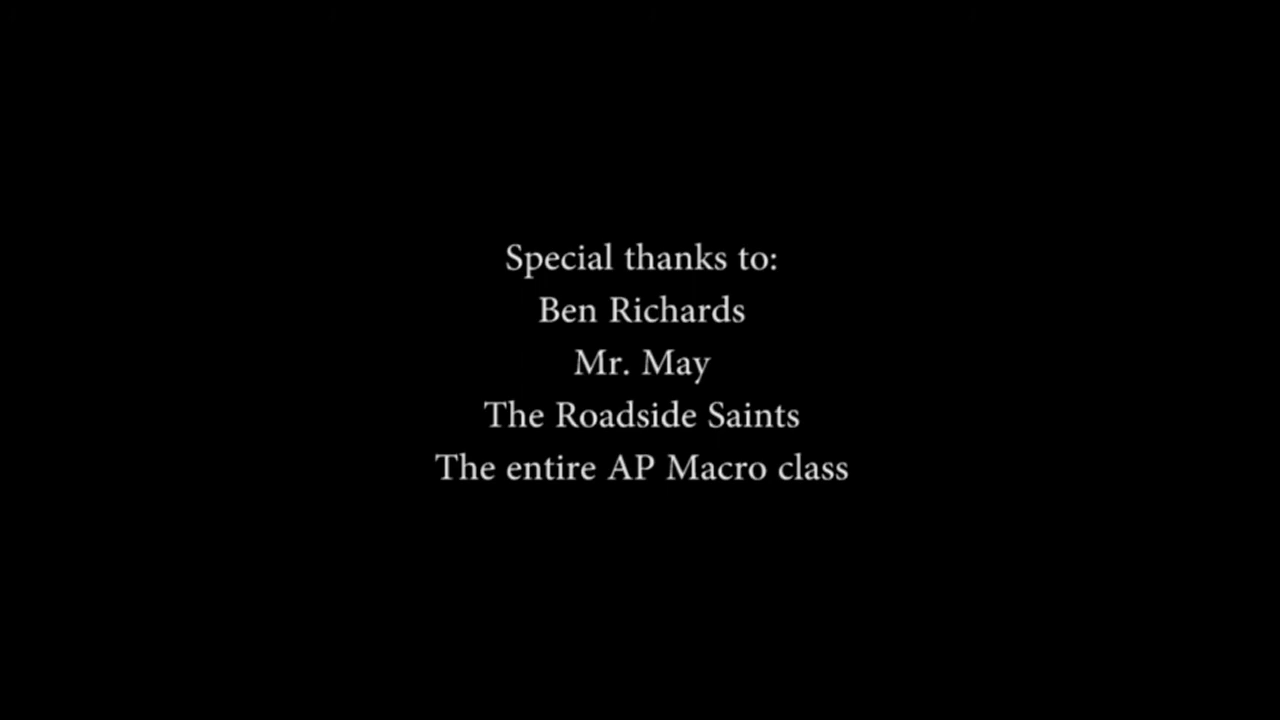 Special thanks to:
Ben Richards
Mr. May
The Roadside Saints
The entire AP Macro class